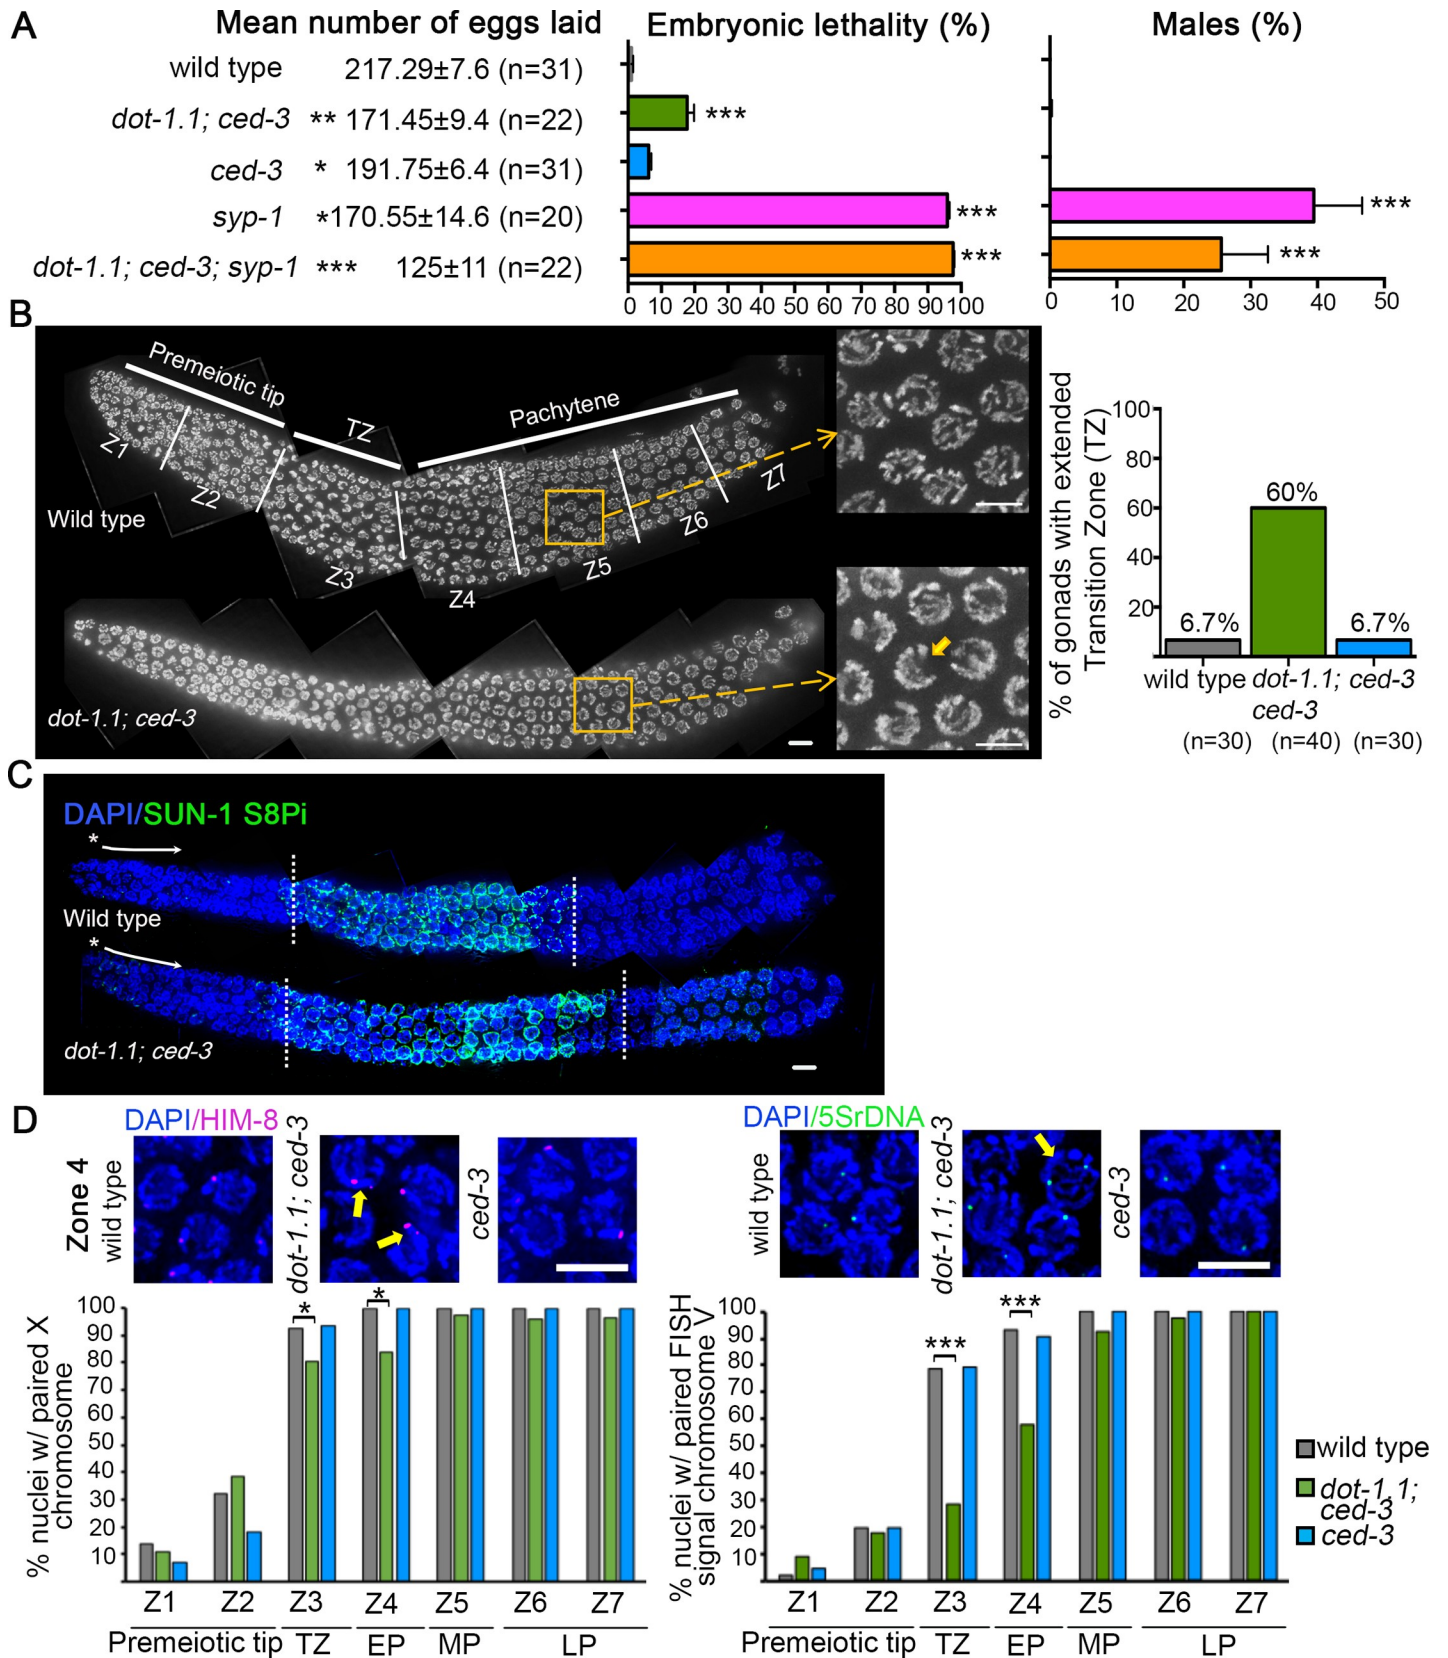 A
Mean number of eggs laid
Embryonic lethality (%)
Males (%)
wild type 217.29±7.6 (n=31)
dot-1.1; ced-3 ** 171.45±9.4 (n=22)
***
ced-3 * 191.75±6.4 (n=31)
syp-1 *170.55±14.6 (n=20)
***
***
dot-1.1; ced-3; syp-1 *** 125±11 (n=22)
***
***
0 10 20 30 40 50 60 70 80 90 100
0 10 20 30 40 50
B
Premeiotic tip
TZ
Pachytene
Z1
Z2
Z3
Z4
Z5
Z6
Z7
Wild type
dot-1.1; ced-3
% of gonads with extended
Transition Zone (TZ)
100
80
60
40
20
6.7%
60%
6.7%
wild type dot-1.1; ced-3
ced-3
(n=30) (n=40) (n=30)
C
DAPI/SUN-1 S8Pi
*
Wild type
*
dot-1.1; ced-3
D
DAPI/HIM-8
Zone 4
wild type
dot-1.1; ced-3
ced-3
DAPI/5SrDNA
wild type
dot-1.1; ced-3
ced-3
% nuclei w/ paired X
chromosome
100
90
80
70
60
50
40
30
20
10
*
*
Z1 Z2 Z3 Z4 Z5 Z6 Z7
Premeiotic tip TZ EP MP LP
% nuclei w/ paired FISH
signal chromosome V
100
90
80
70
60
50
40
30
20
10
***
***
Z1 Z2 Z3 Z4 Z5 Z6 Z7
Premeiotic tip TZ EP MP LP
wild type
dot-1.1;
ced-3
ced-3